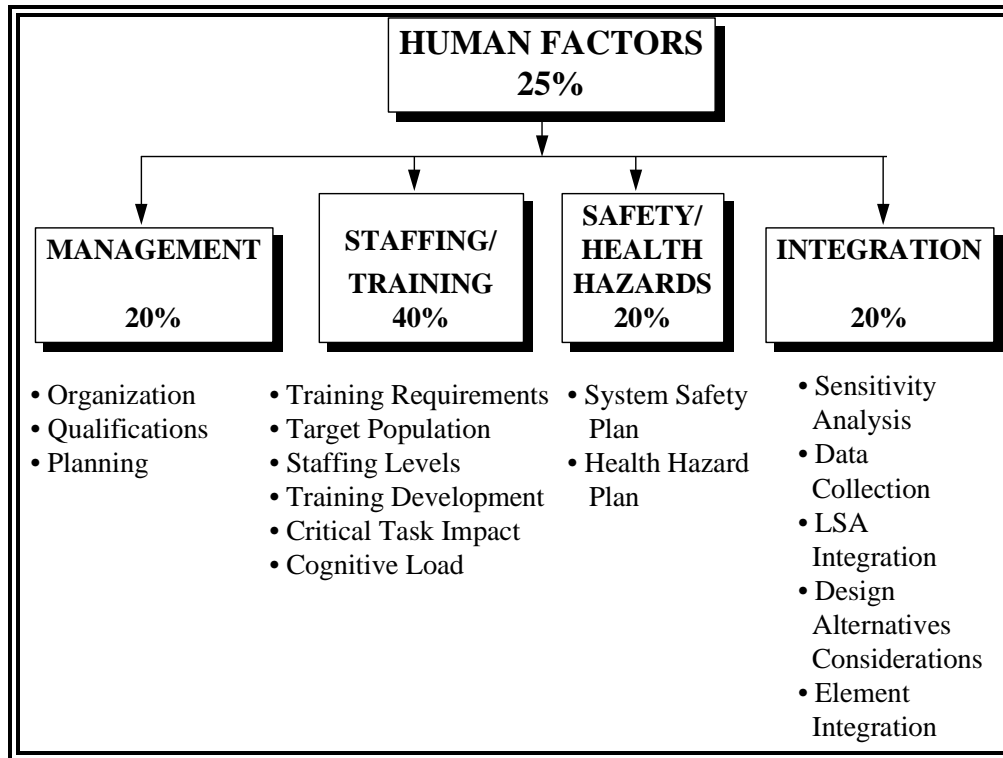 HUMAN FACTORS
25%
MANAGEMENT
20%
STAFFING/
TRAINING
40%
SAFETY/
HEALTH
HAZARDS
20%
INTEGRATION
20%
• Organization
• Qualifications
• Planning
• Training Requirements
• Target Population
• Staffing Levels
• Training Development
• Critical Task Impact
• Cognitive Load
• System Safety
Plan
• Health Hazard
Plan
• Sensitivity
Analysis
• Data
Collection
• LSA
Integration
• Design
Alternatives
Considerations
• Element
Integration